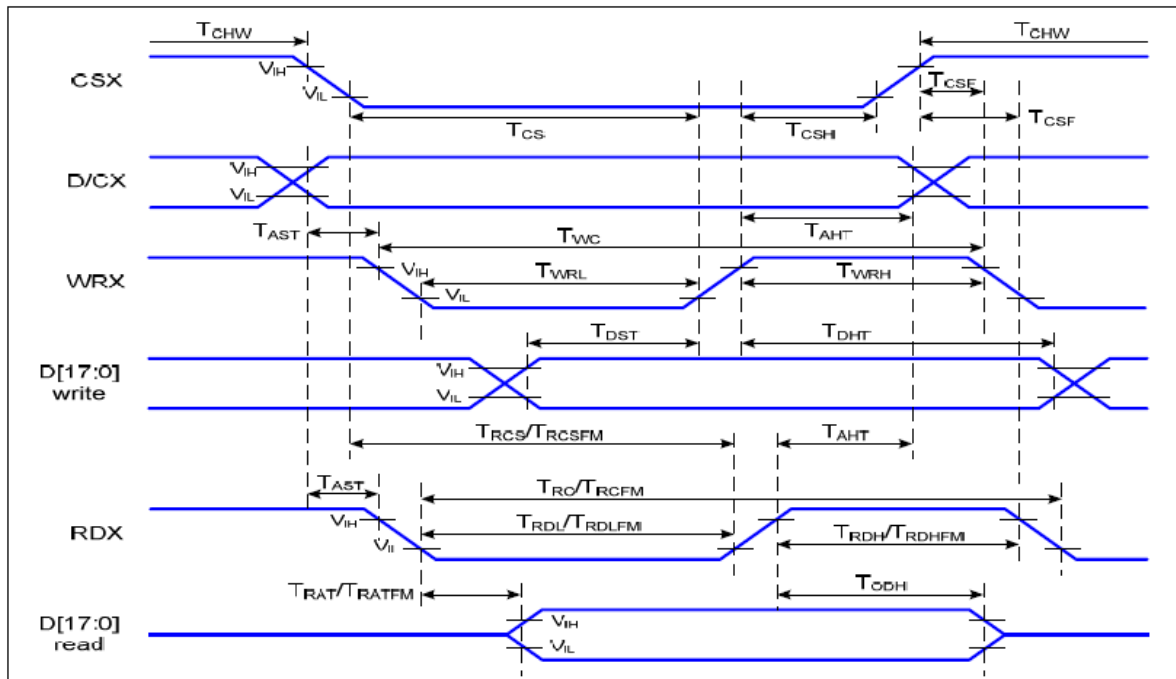 TCHW TCHW
CSX VIH
VIL TCSF
TCS TCSH TCSF
D/CX VIH
VIL
TAST TWC TAHT
WRX VIH TWRL TWRH
VIL
TDST TDHT
D[17:0] VIH
write VIL
TRCS/TRCSFM TAHT
TAST TRC/TRCFM
RDX VIH TRDL/TRDLFM TRDH/TRDHFM
VIL
TRAT/TRATFM TODH
D[17:0] VIH
read VIL